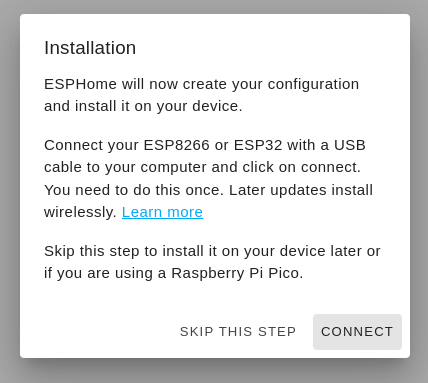 Installation
ESPHome will now create your configuration
and install it on your device.
Connect your ESP8266 or ESP32 with a USB
cable to your computer and click on connect.
You need to do this once. Later updates install
wirelessly. Learn more
Skip this step to install it on your device later or
if you are using a Raspberry Pi Pico.
SKIP THIS STEP CONNECT